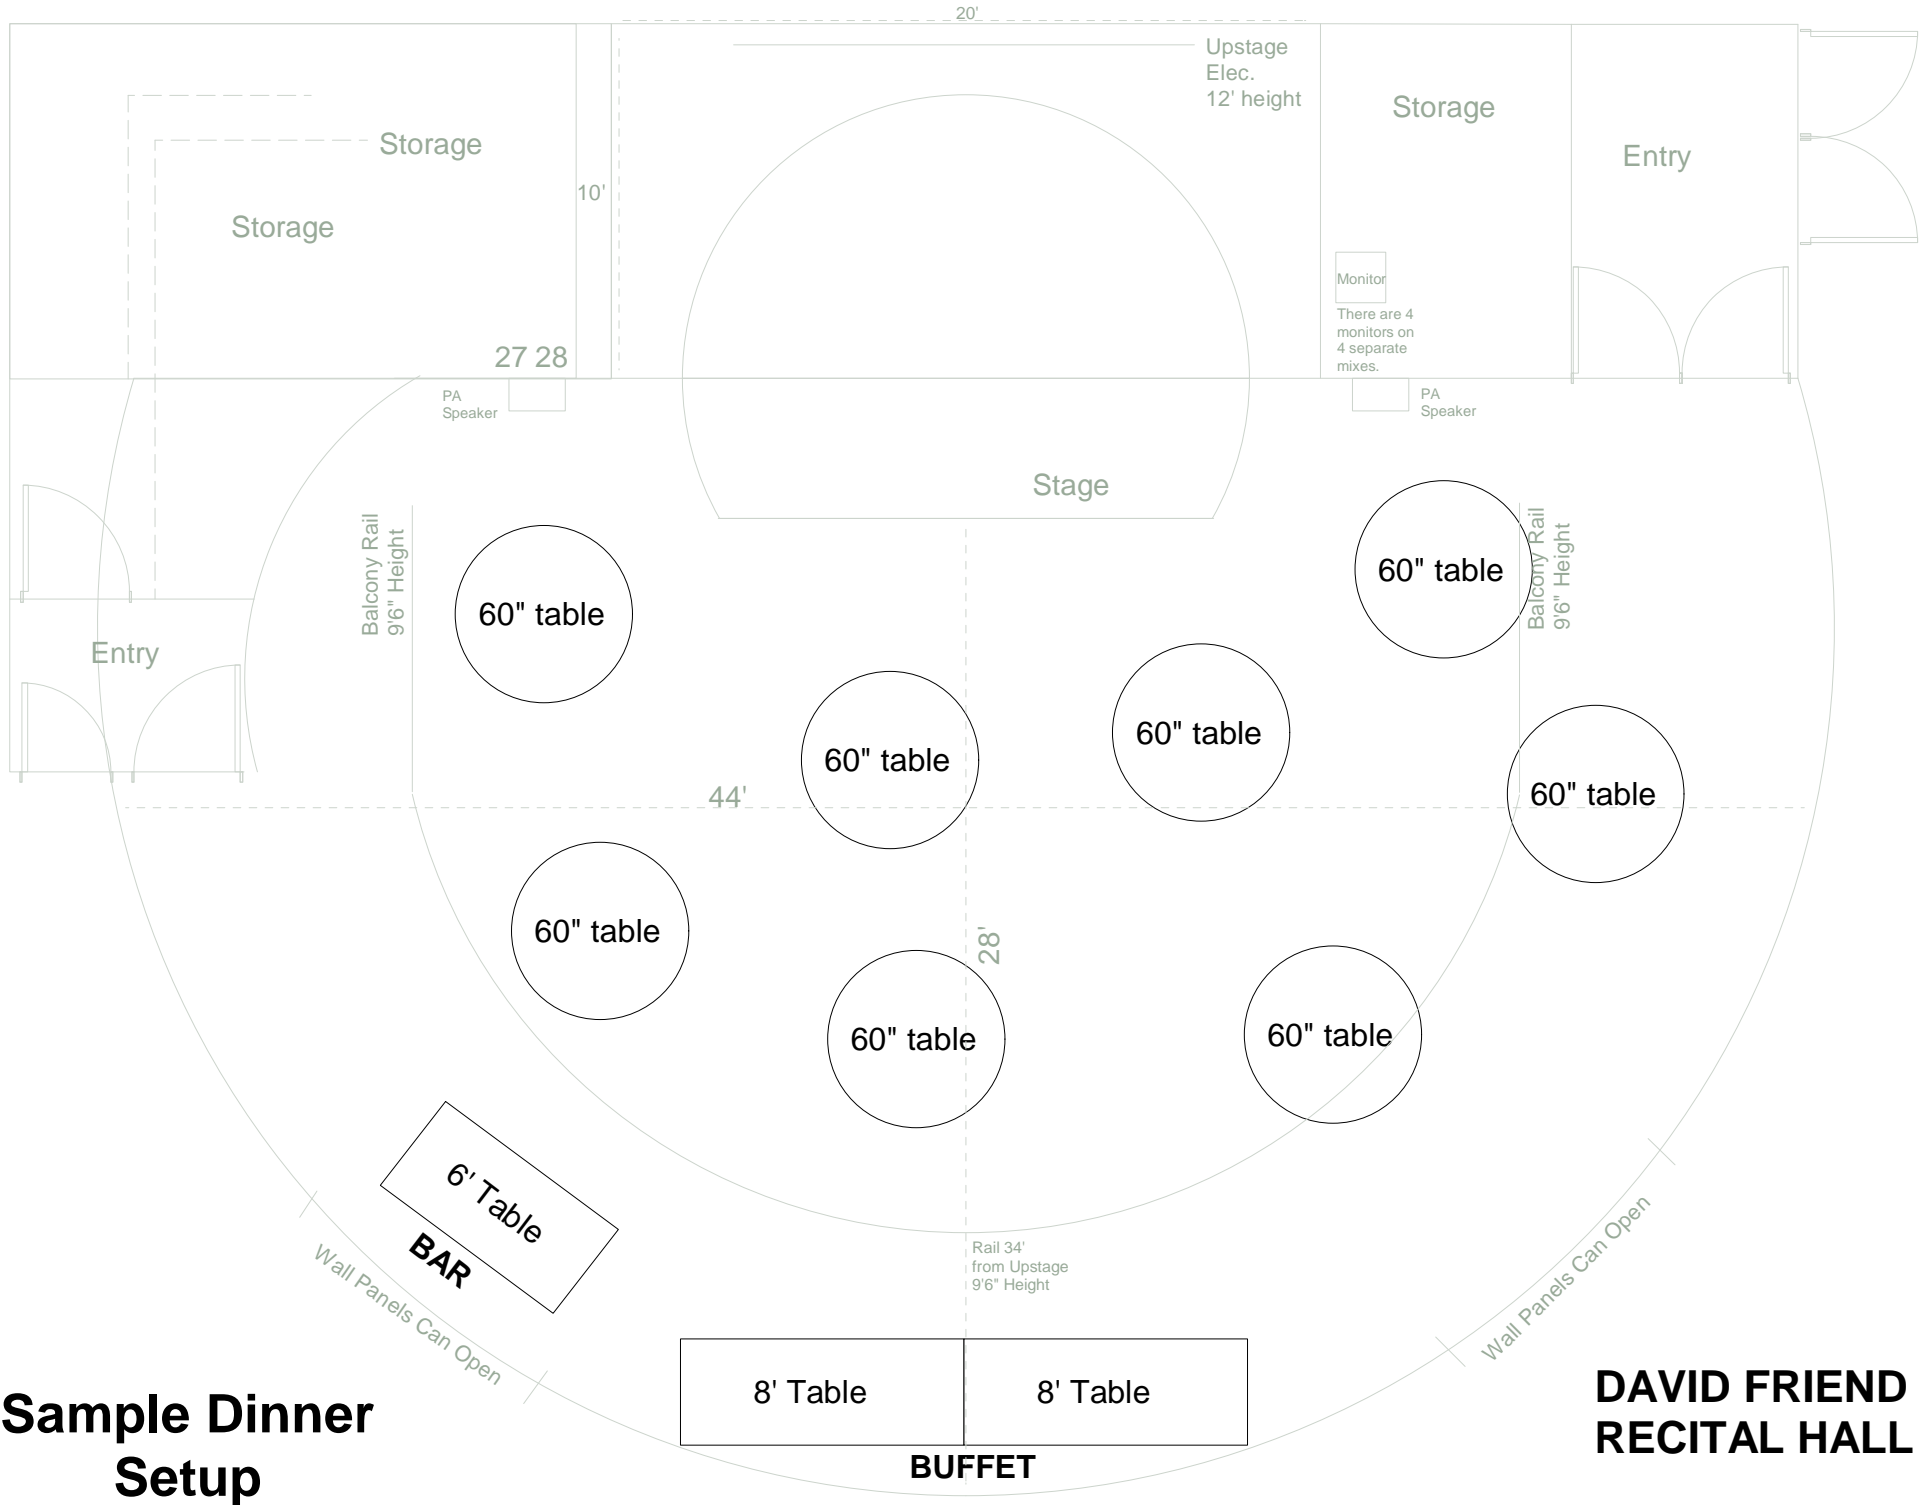 20'
Upstage
Elec.
12' height
Storage
Storage
Entry
Storage
10'
Storage
Monitor
There are 4
monitors on
4 separate
mixes.
27 28
PA
Speaker
PA
Speaker
Stage
Balcony Rail
9'6" Height
Balcony Rail
9'6" Height
60" table
60" table
Entry
60" table
60" table
60" table
44'
60" table
28'
60" table
60" table
6' Table
BAR
Wall Panels Can Open
Rail 34'
from Upstage
9'6" Height
Wall Panels Can Open
8' Table
8' Table
BUFFET
Sample Dinner
Setup
DAVID FRIEND
RECITAL HALL